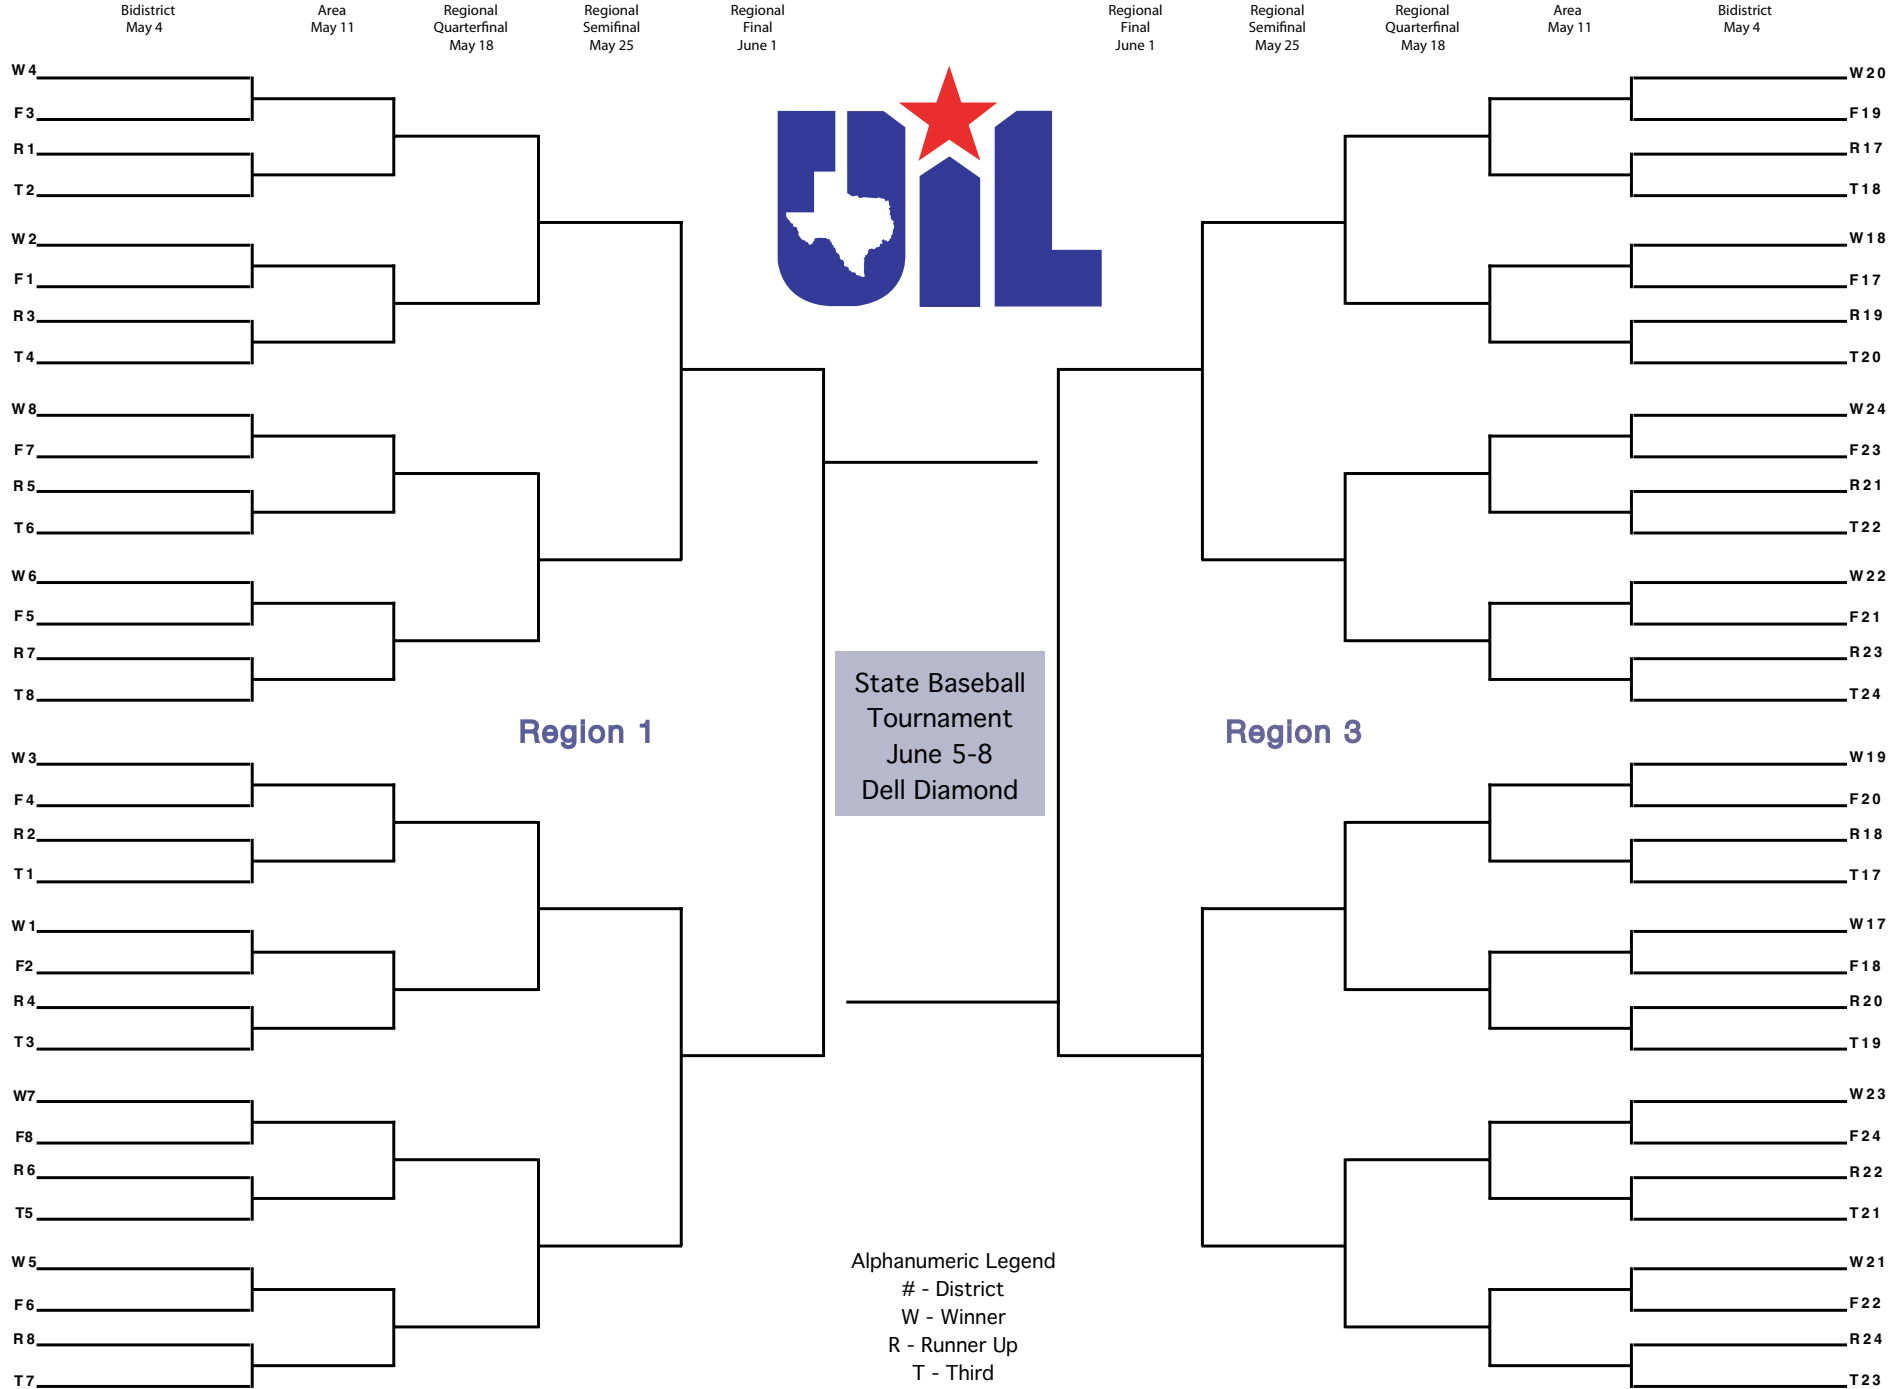 Bidistrict
May 4
Area
May 11
Regional
Quarterfinal
May 18
Regional
Semifinal
May 25
Regional
Final
June 1
Regional
Final
June 1
Regional
Semifinal
May 25
Regional
Quarterfinal
May 18
Area
May 11
Bidistrict
May 4
UIL
W4
F3
R1
T2
W2
F1
R3
T4
W8
F7
R5
T6
W6
F5
R7
T8
Region 1
W3
F4
R2
T1
W1
F2
R4
T3
W7
F8
R6
T5
W5
F6
R8
T7
State Baseball
Tournament
June 5-8
Dell Diamond
Alphanumeric Legend
# - District
W - Winner
R - Runner Up
T - Third
W20
F19
R17
T18
W18
F17
R19
T20
W24
F23
R21
T22
W22
F21
R23
T24
Region 3
W19
F20
R18
T17
W17
F18
R20
T19
W23
F24
R22
T21
W21
F22
R24
T23